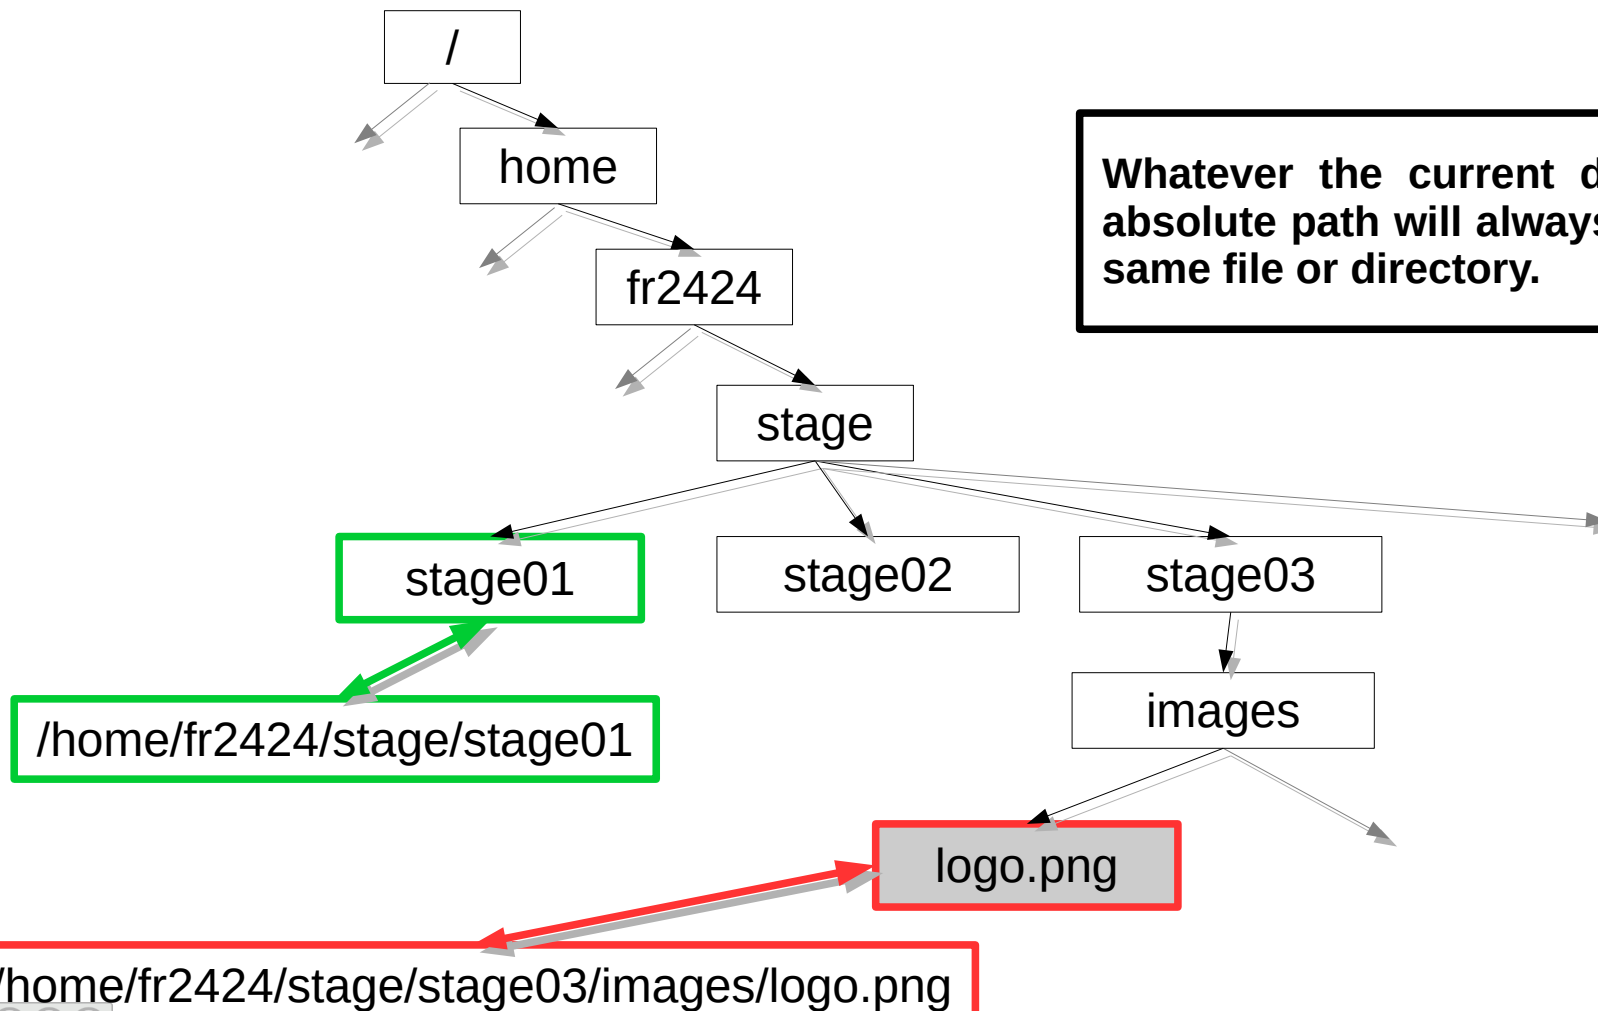 /
home
Whatever the current
absolute path will always
same file or directory.
fr2424
stage
stage01
stage02
stage03
images
/home/fr2424/stage/stage01
logo.png
/home/fr2424/stage/stage03/images/logo.png